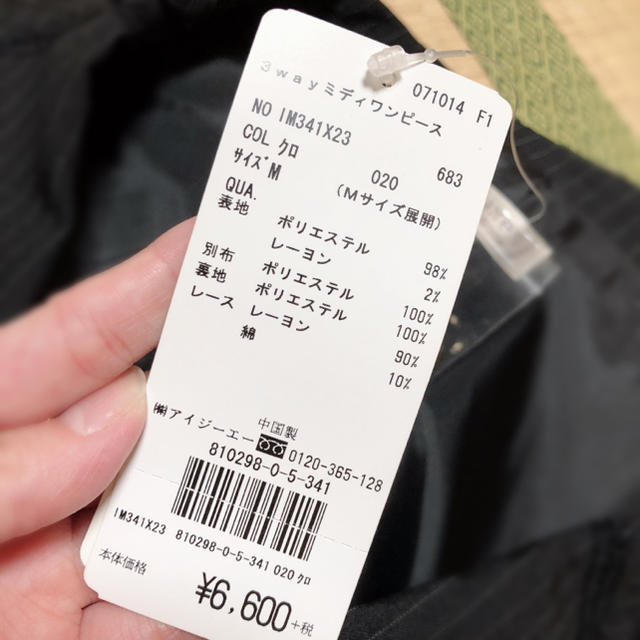 071014 F1
3wayミディワンピース
NO IM341X23
COL クロ 020 683
サイズ M (Mサイズ展開)
QUA.
表地 ポリエステル 98%
レーヨン 2%
別布 ポリエステル 100%
裏地 ポリエステル 100%
レース レーヨン 90%
綿 10%
中国製
㈱アイジーエー 0120-365-128
810298-0-5-341
IM341X23 810298-0-5-341 020 クロ
本体価格
¥6,600+税